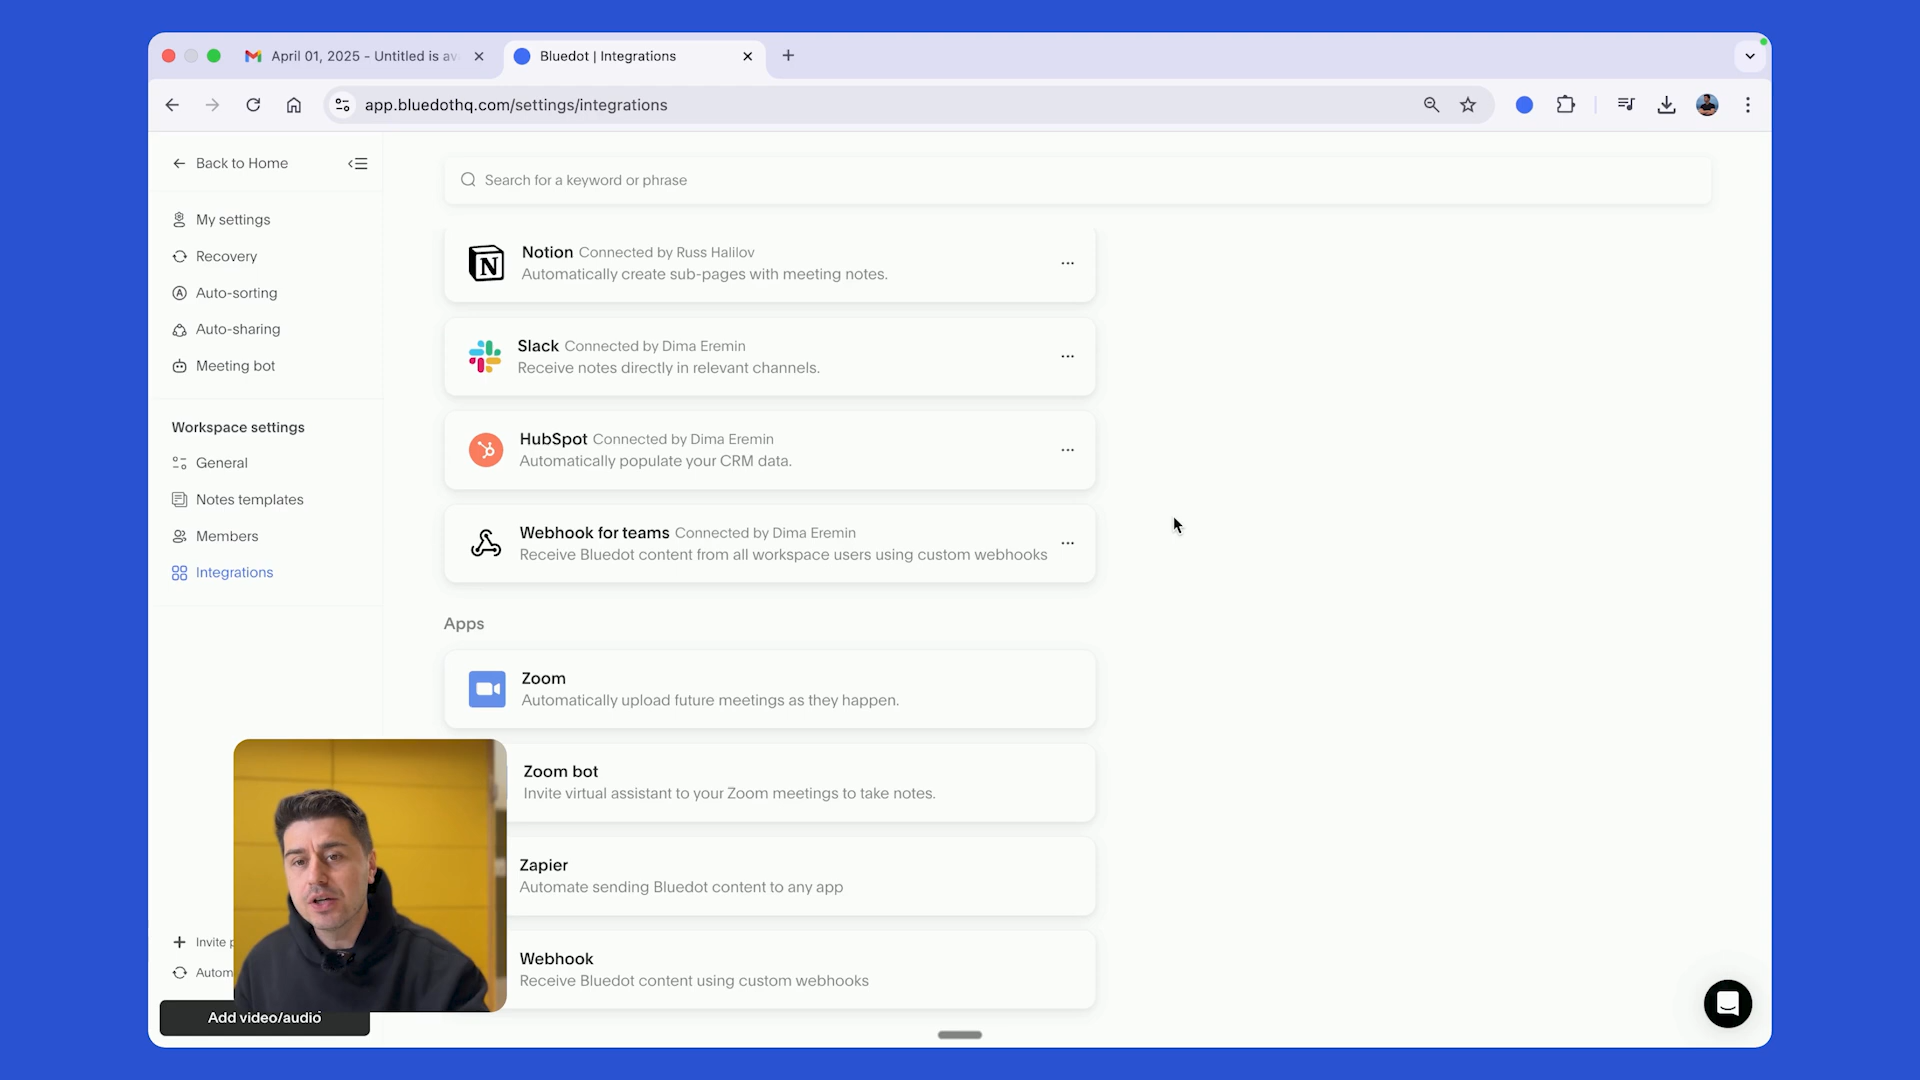 April 01, 2025 - Untitled is av
Bluedot | Integrations
app.bluedothq.com/settings/integrations
Back to Home
My settings
Recovery
Auto-sorting
Auto-sharing
Meeting bot
Workspace settings
General
Notes templates
Members
Integrations
Invite p
Autom
Add video/audio
Search for a keyword or phrase
Notion Connected by Russ Halilov
Automatically create sub-pages with meeting notes.
Slack Connected by Dima Eremin
Receive notes directly in relevant channels.
HubSpot Connected by Dima Eremin
Automatically populate your CRM data.
Webhook for teams Connected by Dima Eremin
Receive Bluedot content from all workspace users using custom webhooks
Apps
Zoom
Automatically upload future meetings as they happen.
Zoom bot
Invite virtual assistant to your Zoom meetings to take notes.
Zapier
Automate sending Bluedot content to any app
Webhook
Receive Bluedot content using custom webhooks